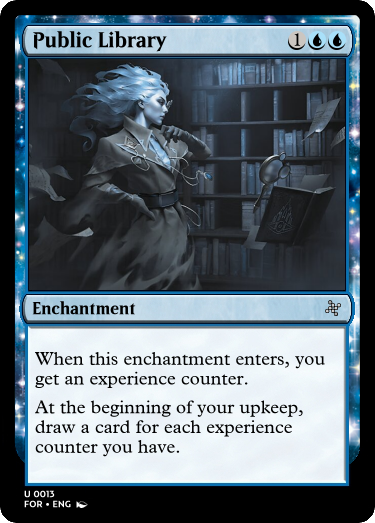 Public Library 1
Enchantment
When this enchantment enters, you
get an experience counter.
At the beginning of your upkeep,
draw a card for each experience
counter you have.
U 0013
FOR • ENG